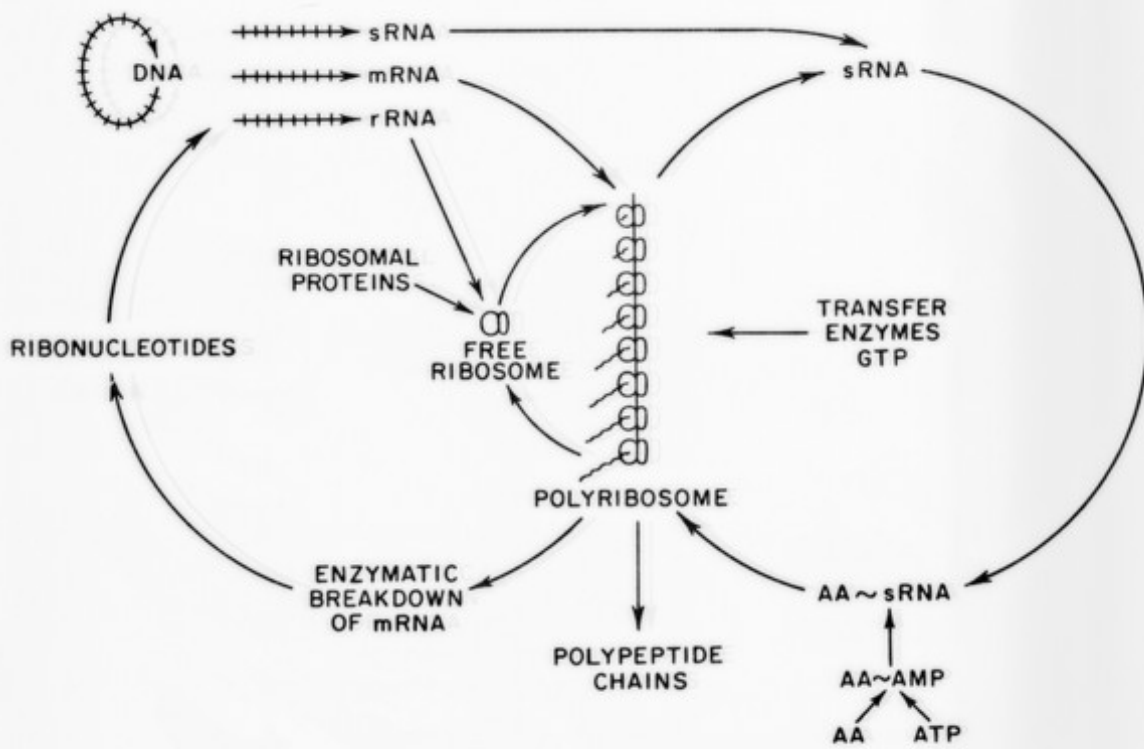 DNA
sRNA
mRNA
rRNA
sRNA
RIBOSOMAL
PROTEINS
FREE
RIBOSOME
RIBONUCLEOTIDES
TRANSFER
ENZYMES
GTP
POLYRIBOSOME
ENZYMATIC
BREAKDOWN
OF mRNA
POLYPEPTIDE
CHAINS
AA~sRNA
AA~AMP
AA
ATP